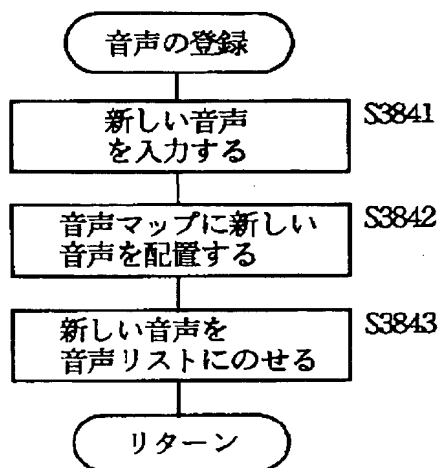 音声の登録
新しい音声
を入力する
S3841
音声マップに新しい
音声を配置する
S3842
新しい音声を
音声リストにのせる
S3843
リターン